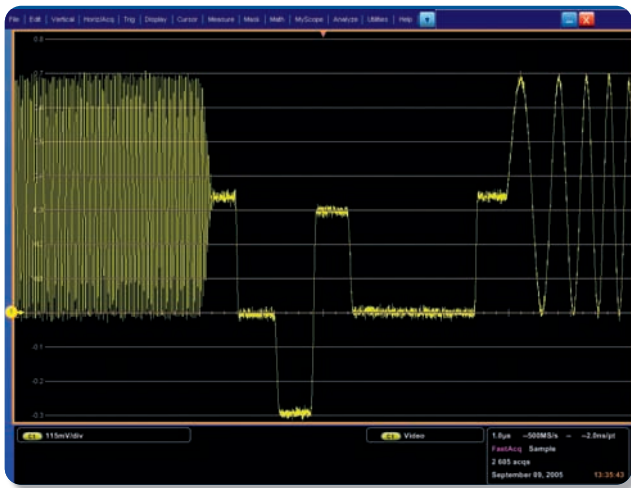 File | Edit | Vertical | Horiz/Acq | Trig | Display | Cursor | Measure | Mask | Math | MyScope | Analyze | Utilities | Help
0.8
0.7
-0.1
-0.2
-0.3
C1 115mV/div
C1 Video
1.0µs –500MS/s – –2.0ns/pt
FastAcq Sample
2 605 acqs
September 09, 2005 13:35:43